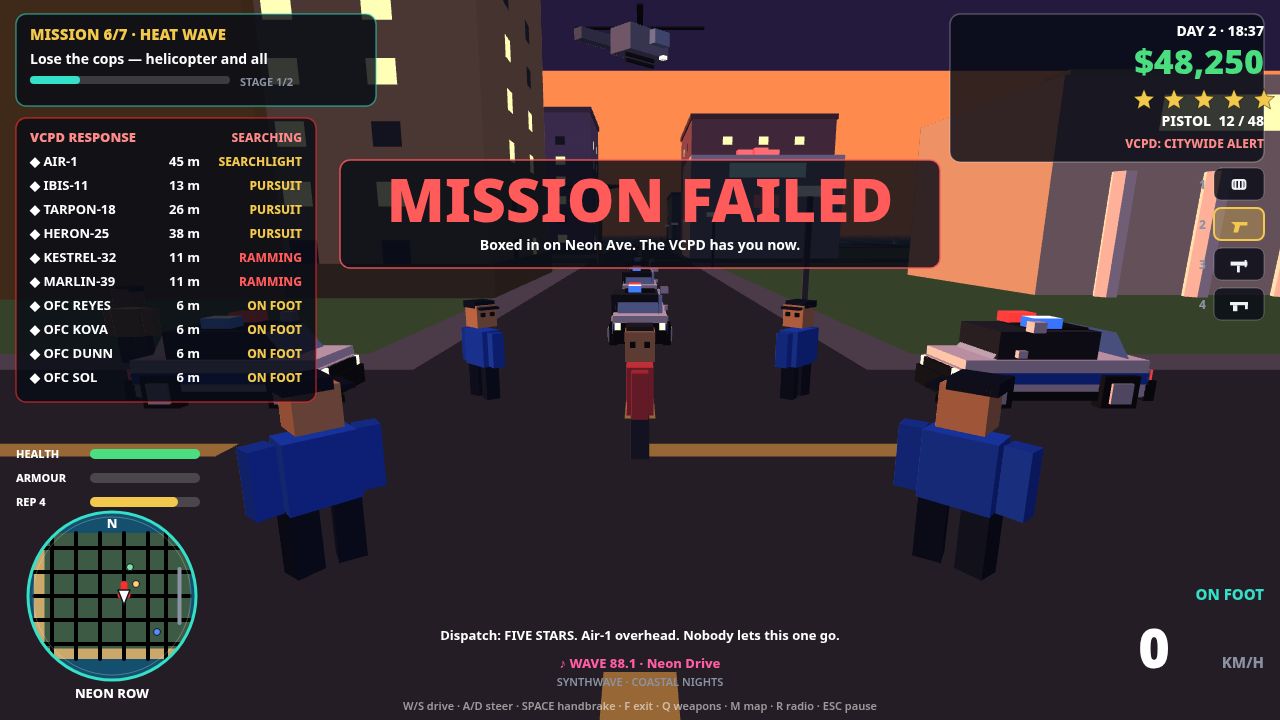 MISSION 6/7 · HEAT WAVE
Lose the cops — helicopter and all
STAGE 1/2
VCPD RESPONSE SEARCHING
◆ AIR-1 45 m SEARCHLIGHT
◆ IBIS-11 13 m PURSUIT
◆ TARPON-18 26 m PURSUIT
◆ HERON-25 38 m PURSUIT
◆ KESTREL-32 11 m RAMMING
◆ MARLIN-39 11 m RAMMING
◆ OFC REYES 6 m ON FOOT
◆ OFC KOVA 6 m ON FOOT
◆ OFC DUNN 6 m ON FOOT
◆ OFC SOL 6 m ON FOOT
MISSION FAILED
Boxed in on Neon Ave. The VCPD has you now.
DAY 2 · 18:37
$48,250
★ ★ ★ ★ ★
PISTOL 12 / 48
VCPD: CITYWIDE ALERT
1
2
3
4
HEALTH
ARMOUR
REP 4
N
NEON ROW
Dispatch: FIVE STARS. Air-1 overhead. Nobody lets this one go.
♪ WAVE 88.1 · Neon Drive
SYNTHWAVE · COASTAL NIGHTS
W/S drive · A/D steer · SPACE handbrake · F exit · Q weapons · M map · R radio · ESC pause
ON FOOT
0 KM/H